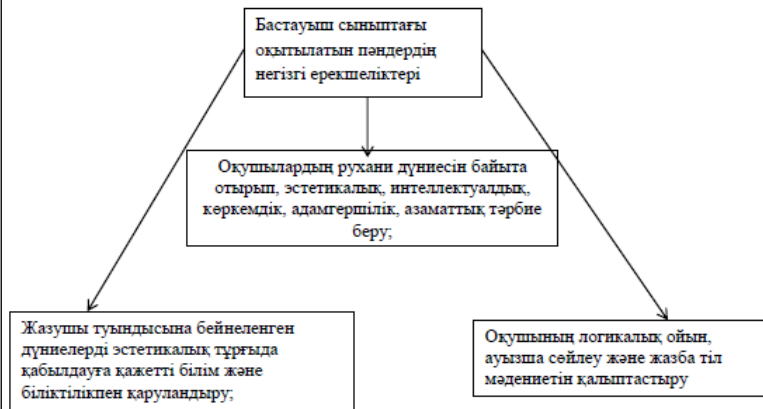 Бастауыш сыныптағы
оқытылатын пәндердің
негізгі ерекшеліктері
Оқушылардың рухани дүниесін байыта
отырып, эстетикалық, интеллектуалдық,
көркемдік, адамгершілік, азаматтық тәрбие
беру;
Жазушы туындысына бейнеленген
дүниелерді эстетикалық тұрғыда
қабылдауға қажетті білім және
біліктілікпен қаруландыру;
Оқушының логикалық ойын,
ауызша сөйлеу және жазба тіл
мәдениетін қалыптастыру